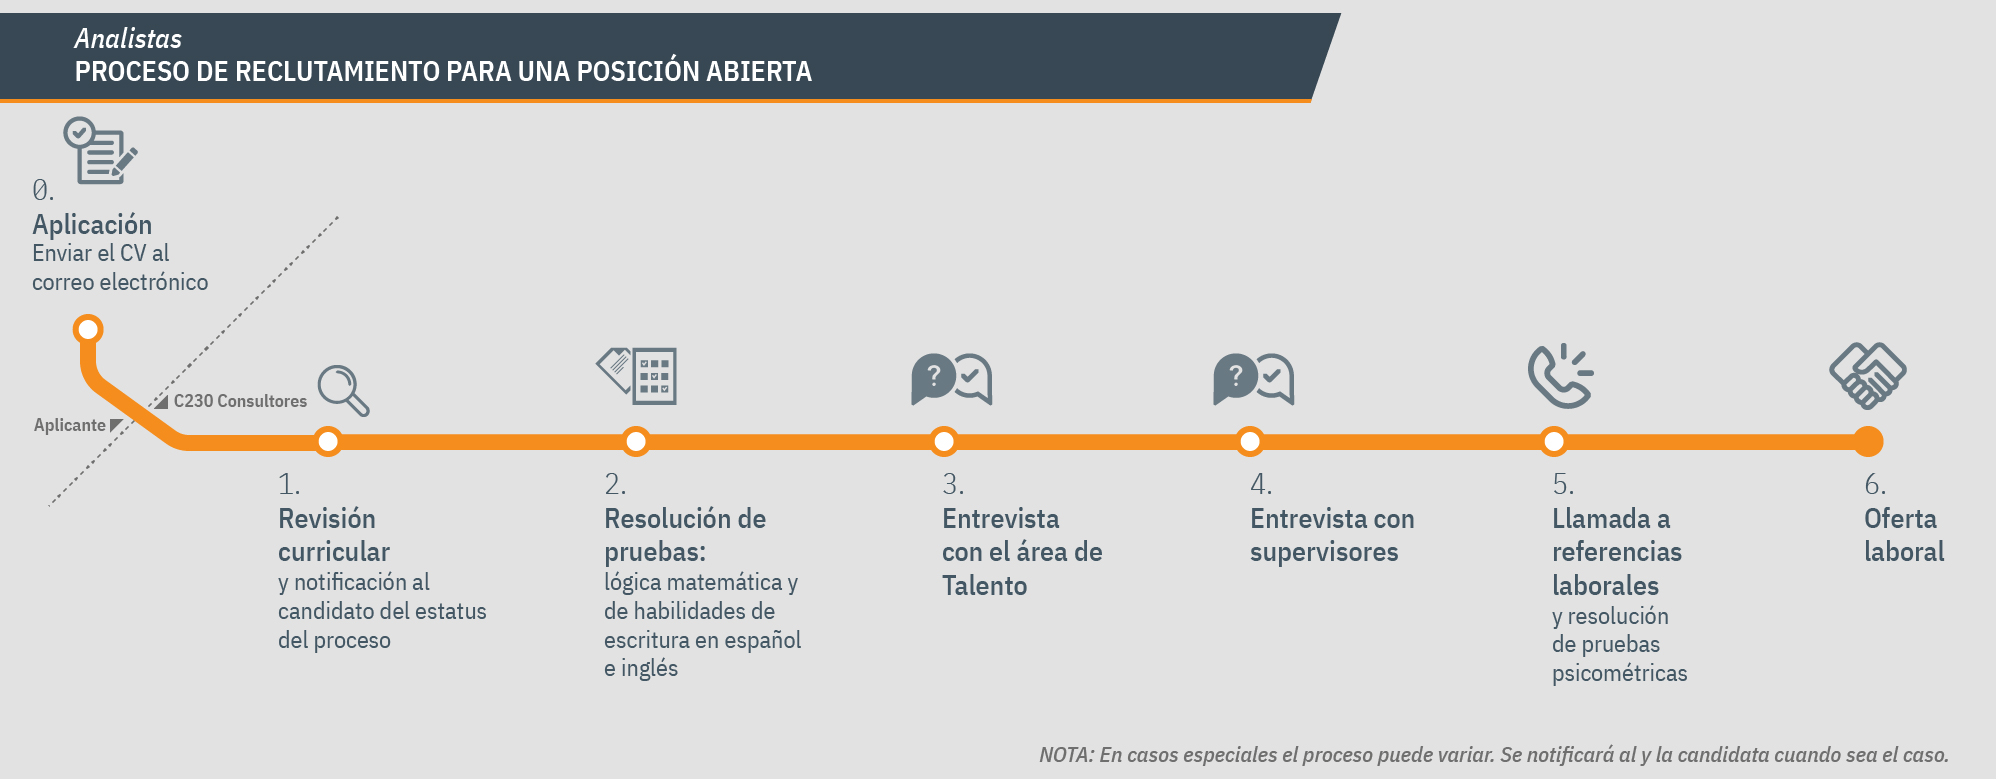 Analistas
PROCESO DE RECLUTAMIENTO PARA UNA POSICIÓN ABIERTA
0.
Aplicación
Enviar el CV al
correo electrónico
C230 Consultores
Aplicante
1.
Revisión
curricular
y notificación al
candidato del estatus
del proceso
2.
Resolución de
pruebas:
lógica matemática y
de habilidades de
escritura en español
e inglés
?
3.
Entrevista
con el área de
Talento
?
4.
Entrevista con
supervisores
5.
Llamada a
referencias
laborales
y resolución
de pruebas
psicométricas
6.
Oferta
laboral
NOTA: En casos especiales el proceso puede variar. Se notificará al y la candidata cuando sea el caso.